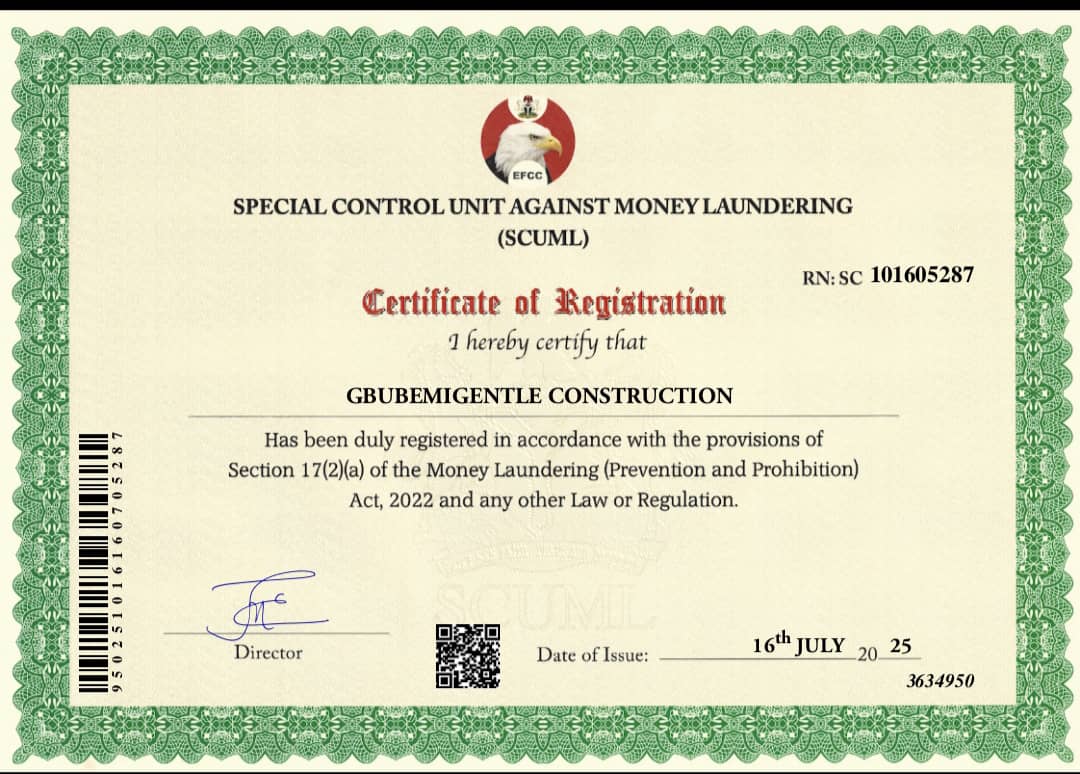 EFCC
SPECIAL CONTROL UNIT AGAINST MONEY LAUNDERING
(SCUML)
RN: SC 101605287
Certificate of Registration
I hereby certify that
GBUBEMIGENTLE CONSTRUCTION
Has been duly registered in accordance with the provisions of
Section 17(2)(a) of the Money Laundering (Prevention and Prohibition)
Act, 2022 and any other Law or Regulation.
950251016160705287
SCUML
Director
Date of Issue: 16th JULY 20 25
3634950